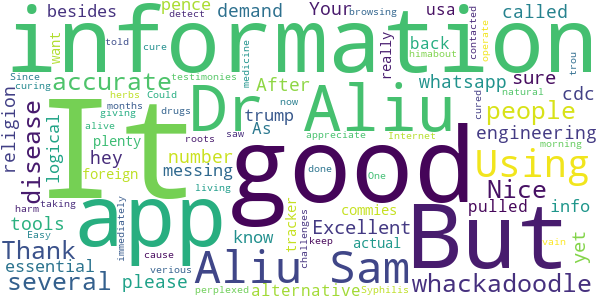 besides pence demand Your usa called
information
want detect browsing told cure back really himabout contacted operate trou
accurate After whatsapp sure cdc
Since curing testimonies medicine
religion disease It Dr Aliu people
herbs Could now trump As
months giving drugs logical plenty hey number messing engineering
alive roots saw appreciate Internet cured natural morning
foreign good But Using
living done One
tools app Nice
taking harm Easy commies pulled info yet
immediately know tracker challenges keep Excellent actual
Thank Aliu Sam
essential cause vain
several please verious alternative whackadoodle
perplexed Syphilis